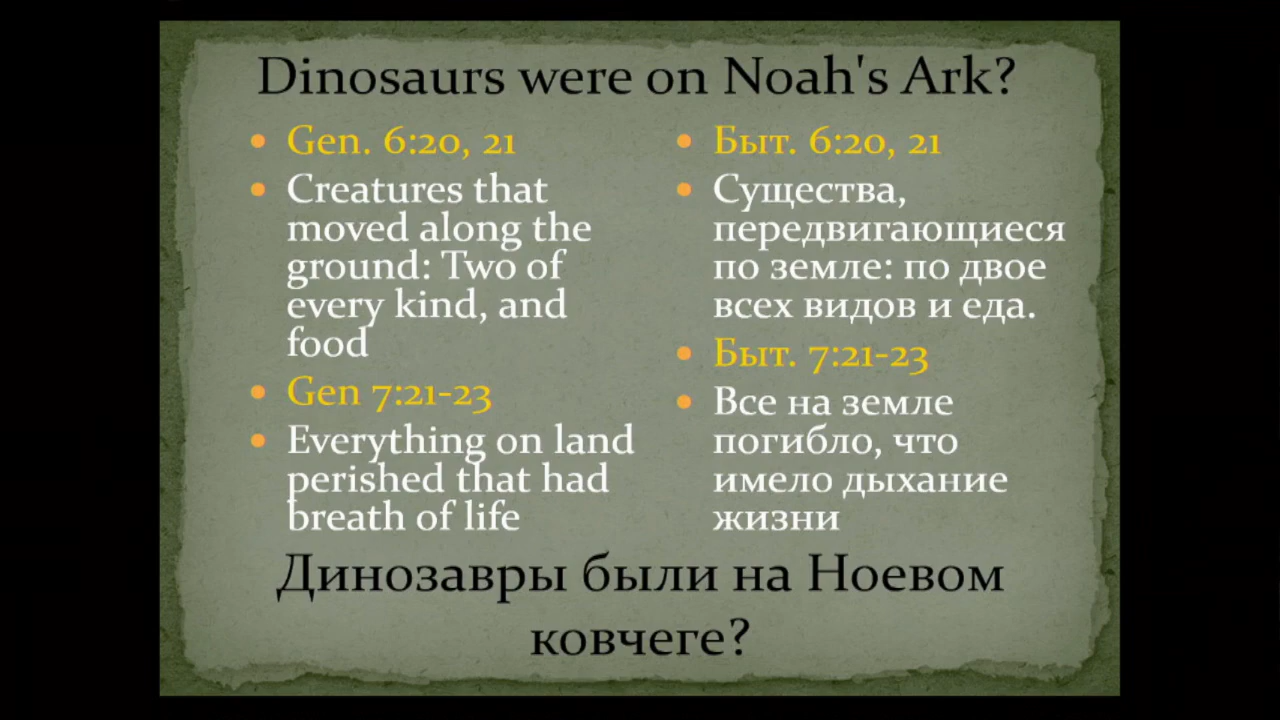 Dinosaurs were on Noah's Ark?
• Gen. 6:20, 21
• Creatures that
moved along the
ground: Two of
every kind, and
food
• Gen 7:21-23
• Everything on land
perished that had
breath of life
• Быт. 6:20, 21
• Существа,
передвигающиеся
по земле: по двое
всех видов и еда.
• Быт. 7:21-23
• Все на земле
погибло, что
имело дыхание
жизни
Динозавры были на Ноевом
ковчеге?